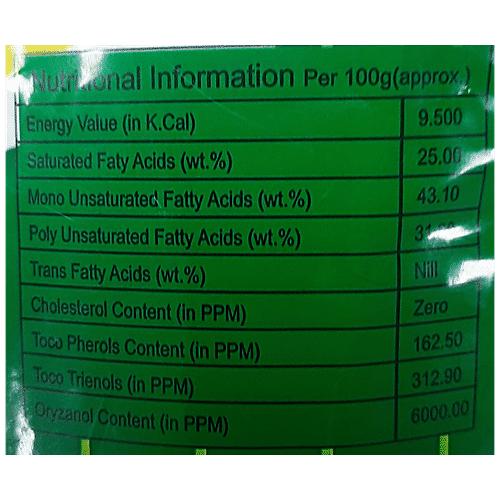 Nutritional Information Per 100g(approx.)
Energy Value (in K.Cal) 9.500
Saturated Faty Acids (wt.%) 25.00
Mono Unsaturated Fatty Acids (wt.%) 43.10
Poly Unsaturated Fatty Acids (wt.%)
Trans Fatty Acids (wt.%) Nill
Cholesterol Content (in PPM) Zero
Toco Pherols Content (in PPM) 162.50
Toco Trienols (in PPM) 312.90
Oryzanol Content (in PPM) 6000.00